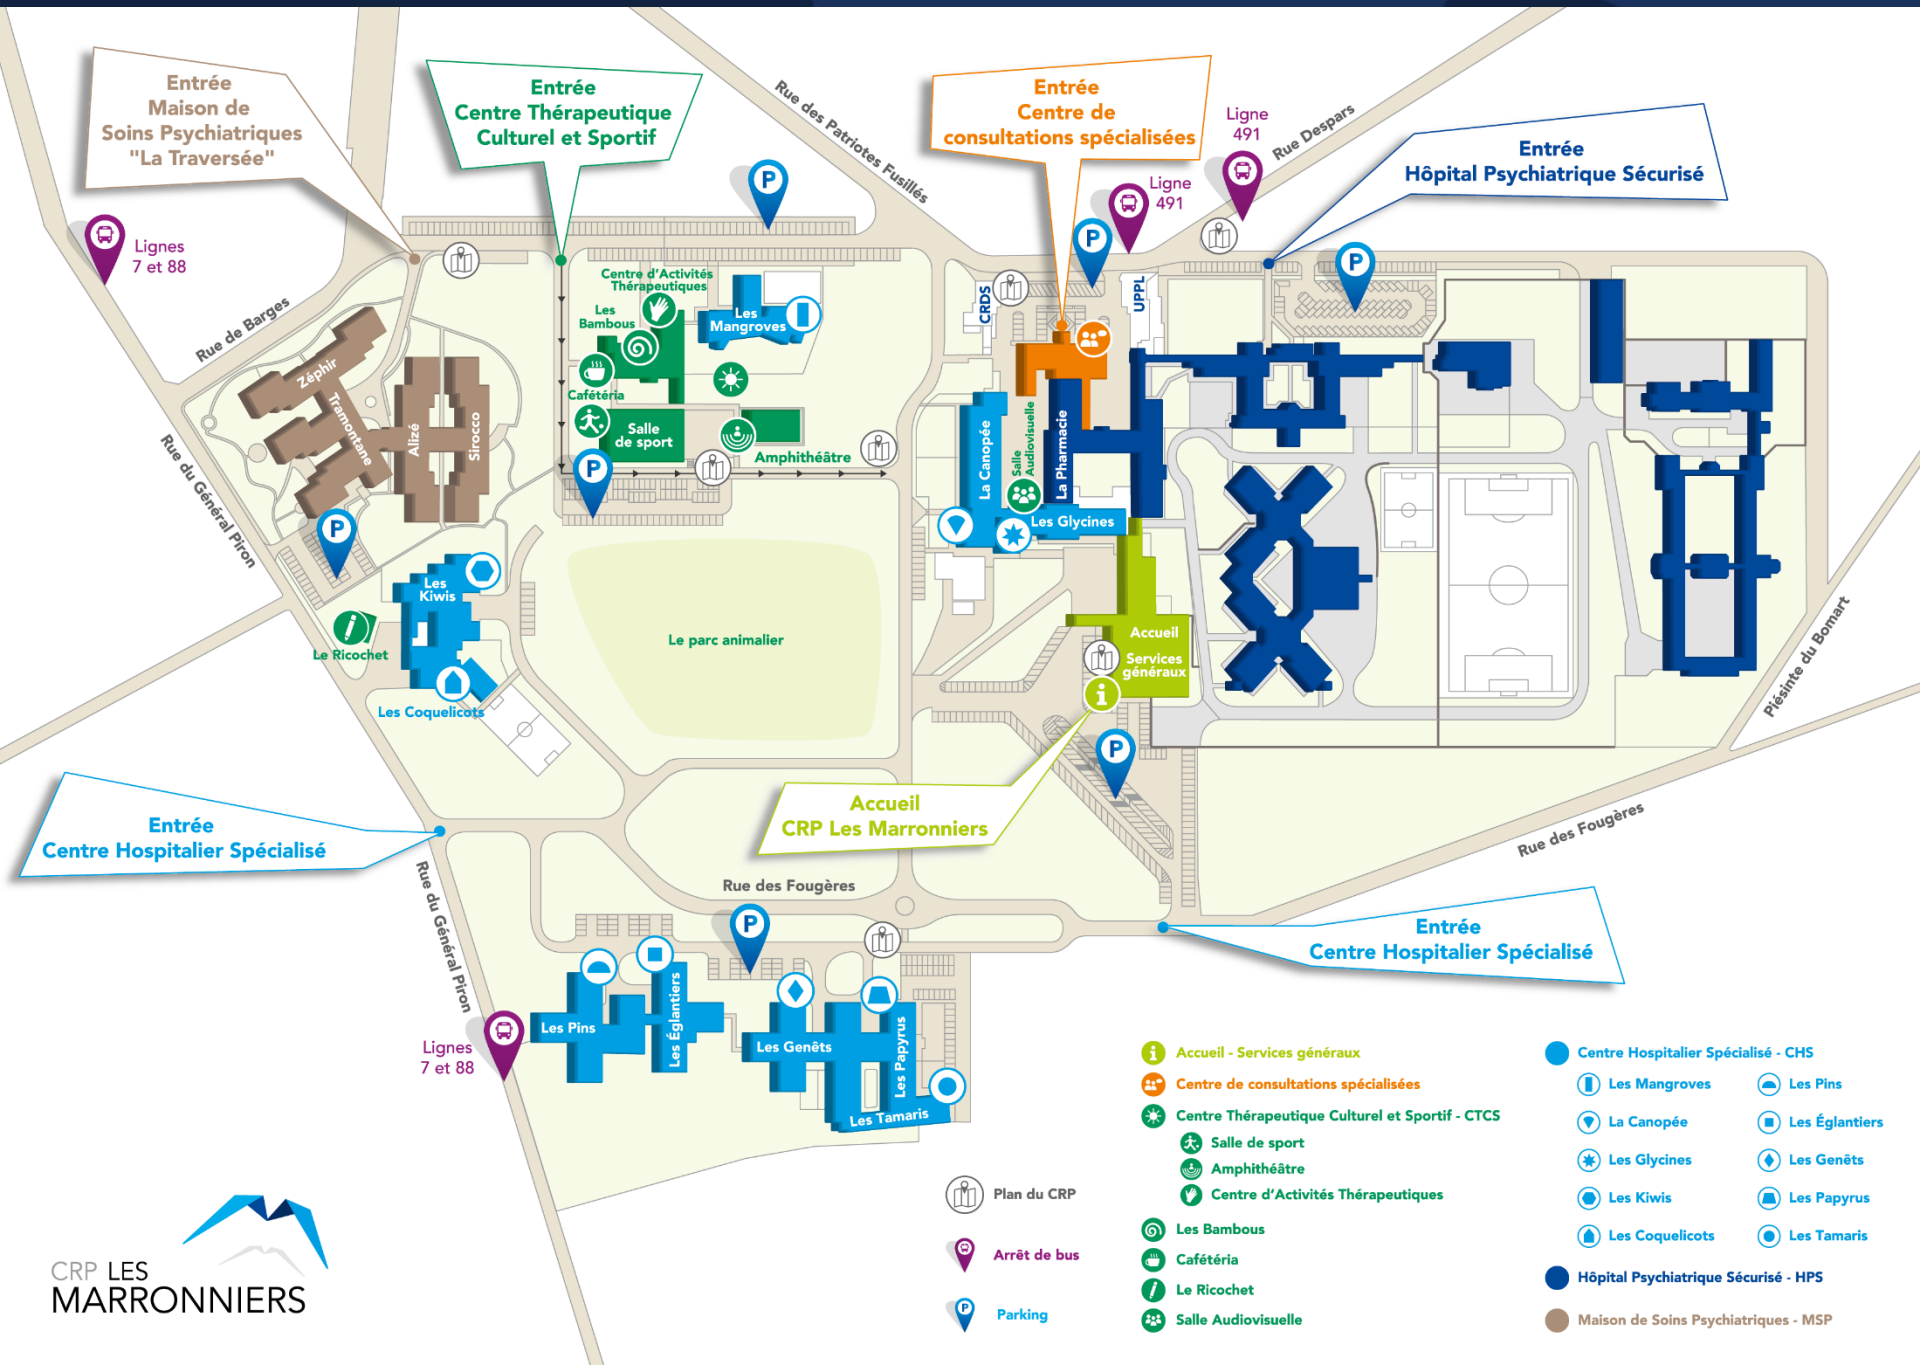 Entrée
Maison de
Soins Psychiatriques
"La Traversée"
Entrée
Centre Thérapeutique
Culturel et Sportif
Entrée
Centre de
consultations spécialisées
Entrée
Hôpital Psychiatrique Sécurisé
Rue des Patriotes Fusillés
Rue Despars
Ligne
491
Ligne
491
Lignes
7 et 88
Rue de Barges
Rue du Général Piron
P
P
P
P
P
P
P
Centre d'Activités
Thérapeutiques
Les
Bambous
Les
Mangroves
Cafétéria
Salle
de sport
Amphithéâtre
CRDS
UPPL
Zéphir
Tramontane
Alizé
Sirocco
La Canopée
Salle
Audiovisuelle
La Pharmacie
Les Glycines
Les
Kiwis
Le Ricochet
Les Coquelicots
Le parc animalier
Accueil
Services
généraux
i
Piésinte du Bomart
Accueil
CRP Les Marronniers
Entrée
Centre Hospitalier Spécialisé
Rue des Fougères
Rue des Fougères
Rue du Général Piron
Entrée
Centre Hospitalier Spécialisé
Lignes
7 et 88
Les Pins
Les Églantiers
Les Genêts
Les Papyrus
Les Tamaris
Plan du CRP
Arrêt de bus
P
Parking
i
Accueil - Services généraux
Centre de consultations spécialisées
Centre Thérapeutique Culturel et Sportif - CTCS
Salle de sport
Amphithéâtre
Centre d'Activités Thérapeutiques
Les Bambous
Cafétéria
Le Ricochet
Salle Audiovisuelle
Centre Hospitalier Spécialisé - CHS
Les Mangroves
La Canopée
Les Glycines
Les Kiwis
Les Coquelicots
Les Pins
Les Églantiers
Les Genêts
Les Papyrus
Les Tamaris
Hôpital Psychiatrique Sécurisé - HPS
Maison de Soins Psychiatriques - MSP
CRP LES
MARRONNIERS